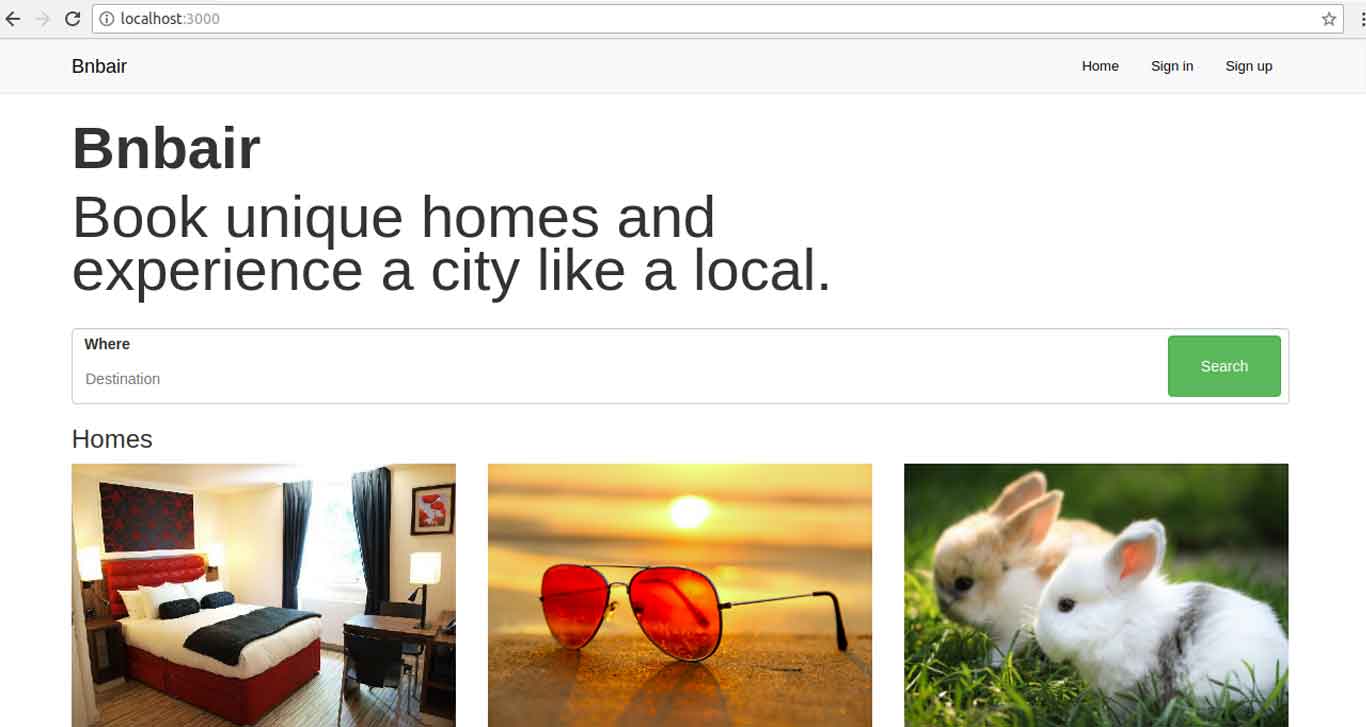 localhost:3000
Bnbair
Home Sign in Sign up
Bnbair
Book unique homes and
experience a city like a local.
Where
Destination
Search
Homes